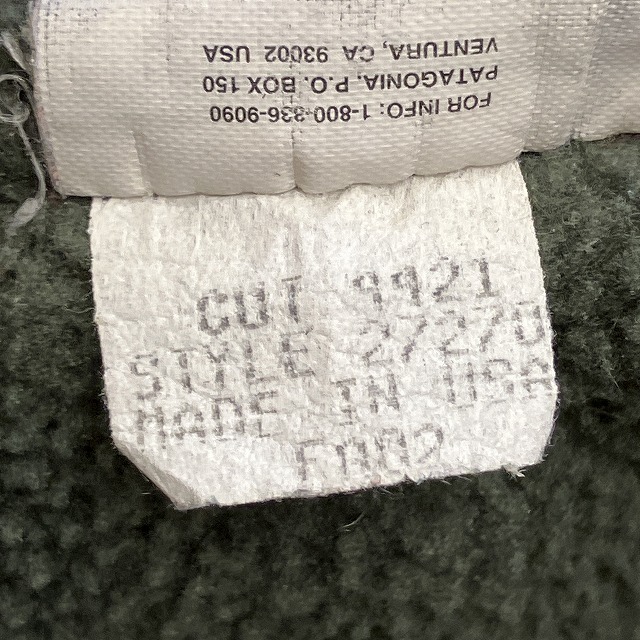 FOR INFO: 1-800-336-9090
PATAGONIA, P.O. BOX 150
VENTURA, CA 93002 USA
CUT 9921
STYLE 27270
MADE IN USA